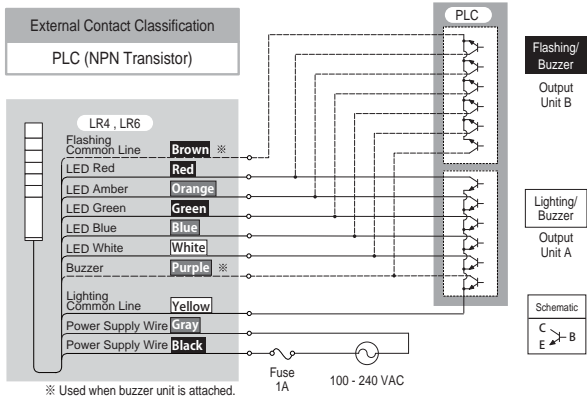 External Contact Classification
PLC (NPN Transistor)
PLC
Flashing/
Buzzer
Output
Unit B
LR4 , LR6
Flashing
Common Line Brown ※
LED Red Red
LED Amber Orange
LED Green Green
LED Blue Blue
LED White White
Buzzer Purple ※
Lighting
Common Line Yellow
Power Supply Wire Gray
Power Supply Wire Black
Lighting/
Buzzer
Output
Unit A
Schematic
C
E
B
Fuse
1A
100 - 240 VAC
※ Used when buzzer unit is attached.